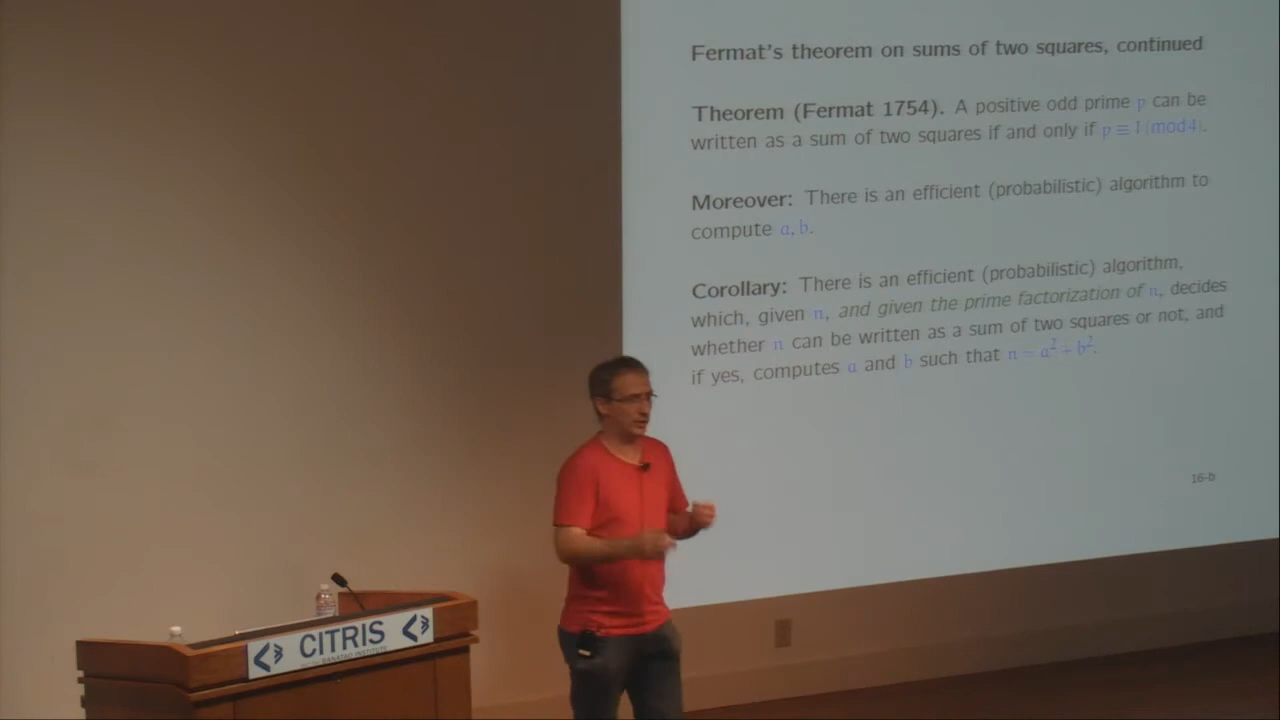 Fermat's theorem on sums of two squares, continued
Theorem (Fermat 1754). A positive odd prime p can be
written as a sum of two squares if and only if p ≡ 1 (mod 4).
Moreover: There is an efficient (probabilistic) algorithm to
compute a, b.
Corollary: There is an efficient (probabilistic) algorithm,
which, given n, and given the prime factorization of n, decides
whether n can be written as a sum of two squares or not, and
if yes, computes a and b such that n = a² + b².
16-b
CITRIS
BANATAO INSTITUTE